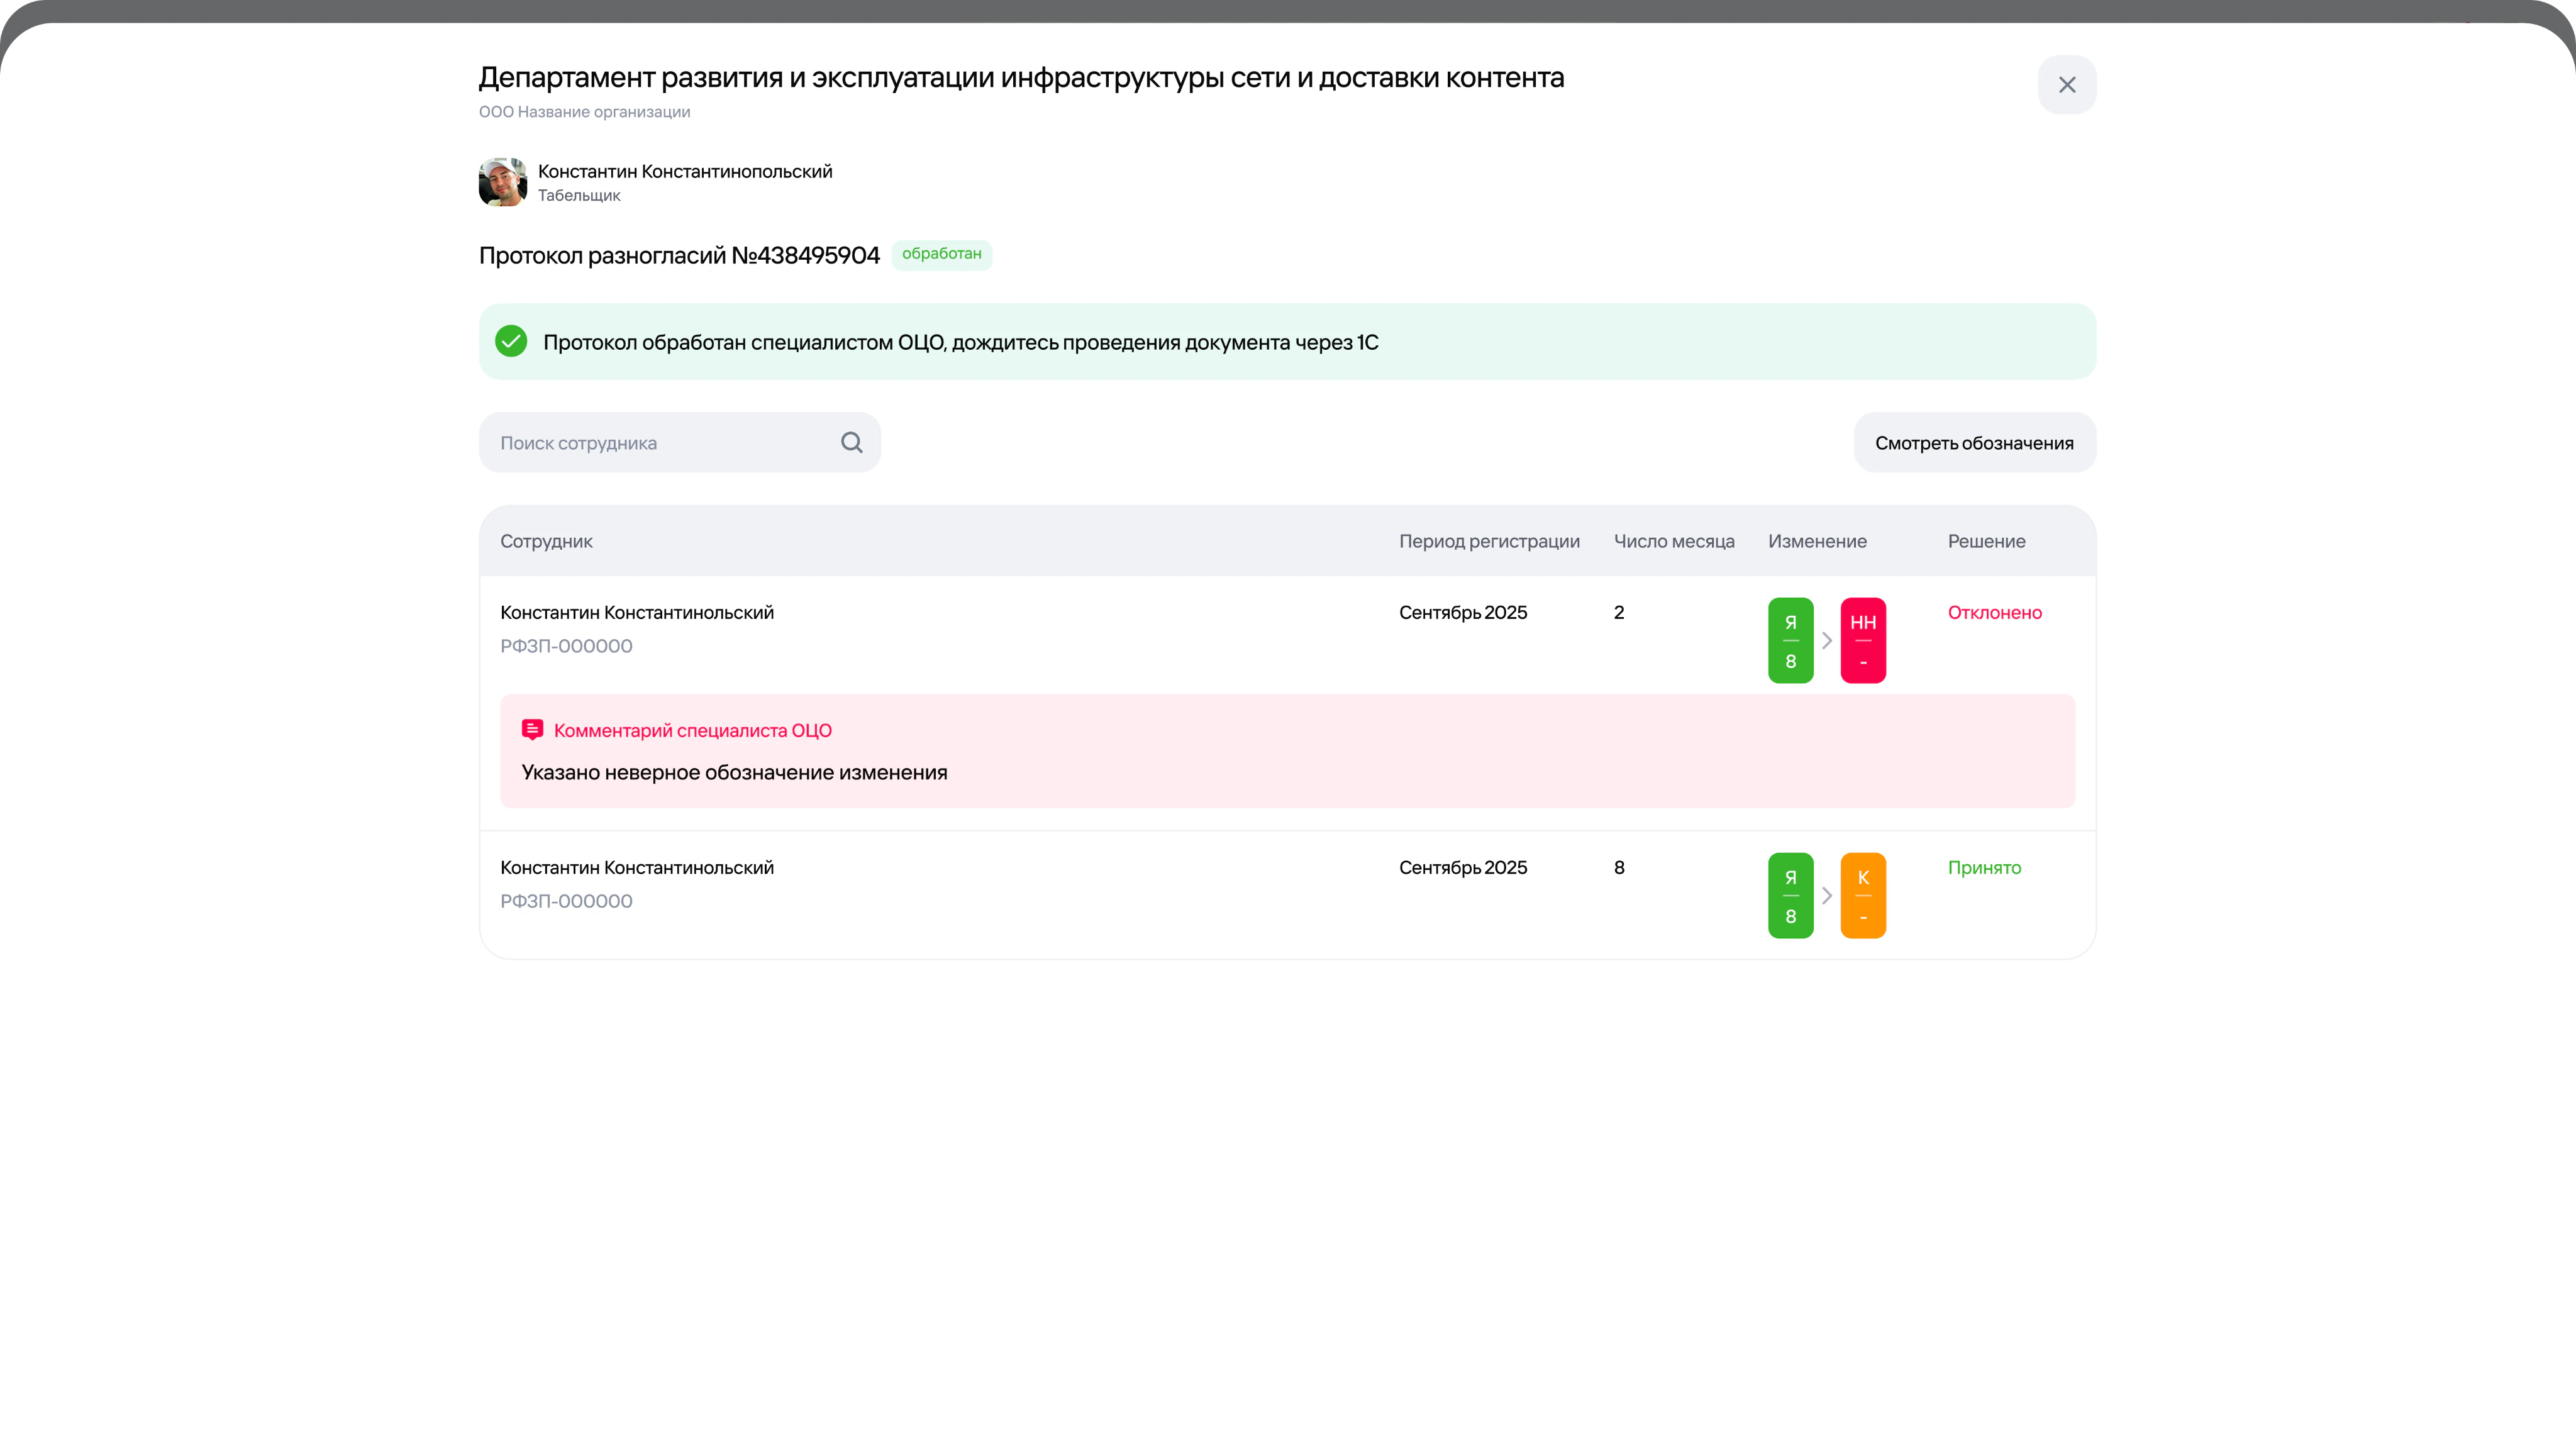 Департамент развития и эксплуатации инфраструктуры сети и доставки контента
ООО Название организации
Константин Константинопольский
Табельщик
Протокол разногласий №438495904 обработан
Протокол обработан специалистом ОЦО, дождитесь проведения документа через 1С
Поиск сотрудника
Смотреть обозначения
Сотрудник Период регистрации Число месяца Изменение Решение
Константин Константинольский Сентябрь 2025 2 Я НН Отклонено
РФЗП-000000
8 -
Комментарий специалиста ОЦО
Указано неверное обозначение изменения
Константин Константинольский Сентябрь 2025 8 Я К Принято
РФЗП-000000
8 -